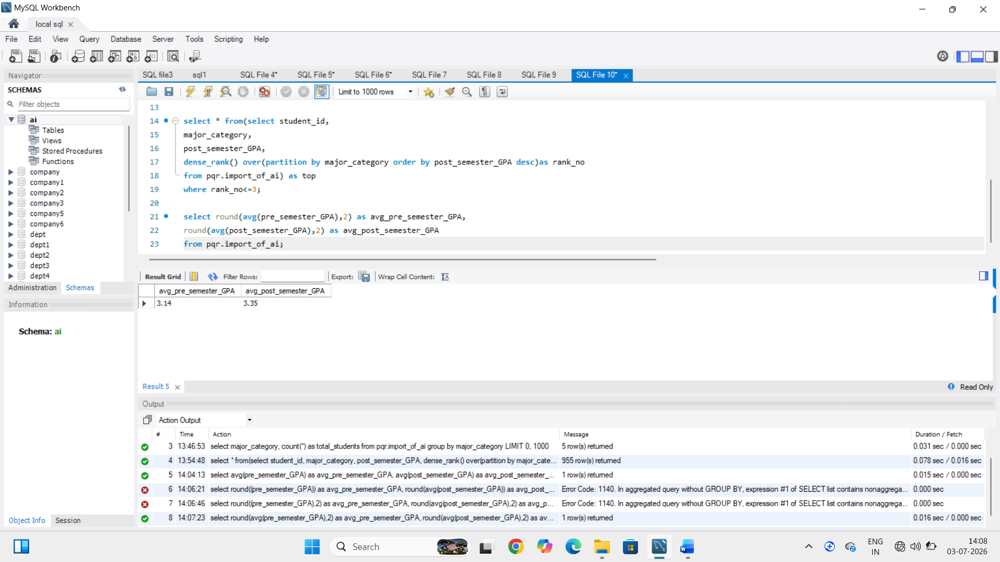 MySQL Workbench
local sql
File Edit View Query Database Server Tools Scripting Help
Navigator
SCHEMAS
Filter objects
ai
Tables
Views
Stored Procedures
Functions
company
company1
company2
company3
company5
company6
dept
dept1
dept2
dept3
dept4
Administration Schemas
Information
Schema: ai
Object Info Session
SQL file3 sql1 SQL File 4* SQL File 5* SQL File 6* SQL File 7 SQL File 8 SQL File 9 SQL File 10*
Limit to 1000 rows
13
14 select * from(select student_id,
15 major_category,
16 post_semester_GPA,
17 dense_rank() over(partition by major_category order by post_semester_GPA desc)as rank_no
18 from pqr.import_of_ai) as top
19 where rank_no<=3;
20
21 select round(avg(pre_semester_GPA),2) as avg_pre_semester_GPA,
22 round(avg(post_semester_GPA),2) as avg_post_semester_GPA
23 from pqr.import_of_ai;
Result Grid Filter Rows: Export: Wrap Cell Content:
avg_pre_semester_GPA avg_post_semester_GPA
3.14 3.35
Result 5 Read Only
Output
Action Output
# Time Action Message Duration / Fetch
3 13:46:53 select major_category, count(*) as total_students from pqr.import_of_ai group by major_category LIMIT 0, 1000 5 row(s) returned 0.031 sec / 0.000 sec
4 13:54:48 select * from(select student_id, major_category, post_semester_GPA, dense_rank() over(partition by major_cate... 955 row(s) returned 0.078 sec / 0.016 sec
5 14:04:13 select avg(pre_semester_GPA) as avg_pre_semester_GPA, avg(post_semester_GPA) as avg_post_semester_... 1 row(s) returned 0.015 sec / 0.000 sec
6 14:06:21 select round((pre_semester_GPA)) as avg_pre_semester_GPA, round(avg(post_semester_GPA)) as avg_post_... Error Code: 1140. In aggregated query without GROUP BY, expression #1 of SELECT list contains nonaggrega... 0.000 sec
7 14:06:46 select round((pre_semester_GPA),2) as avg_pre_semester_GPA, round(avg(post_semester_GPA),2) as avg_p... Error Code: 1140. In aggregated query without GROUP BY, expression #1 of SELECT list contains nonaggrega... 0.000 sec
8 14:07:23 select round(avg(pre_semester_GPA),2) as avg_pre_semester_GPA, round(avg(post_semester_GPA),2) as av... 1 row(s) returned 0.016 sec / 0.000 sec
Search
ENG
IN
14:08
03-07-2026